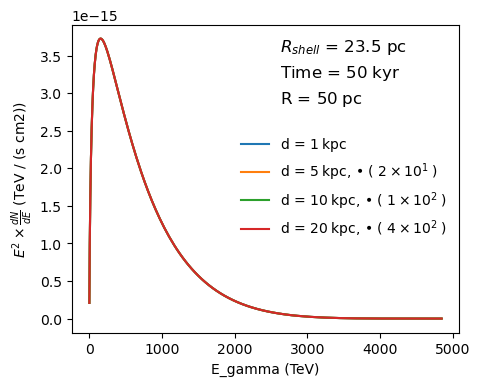 1e−15
R_shell = 23.5 pc
Time = 50 kyr
R = 50 pc
d = 1 kpc
d = 5 kpc, • ( 2 × 10¹ )
d = 10 kpc, • ( 1 × 10² )
d = 20 kpc, • ( 4 × 10² )
E² × dN/dE (TeV / (s cm2))
3.5
3.0
2.5
2.0
1.5
1.0
0.5
0.0
0 1000 2000 3000 4000 5000
E_gamma (TeV)